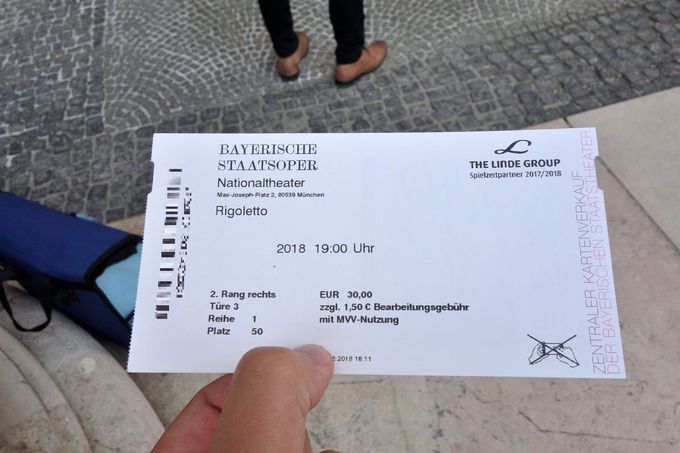 BAYERISCHE
STAATSOPER
Nationaltheater
Max-Joseph-Platz 2, 80539 München
Rigoletto
THE LINDE GROUP
Spielzeitpartner 2017/2018
2018 19:00 Uhr
2. Rang rechts
Türe 3
Reihe 1
Platz 50
EUR 30,00
zzgl. 1,50 € Bearbeitungsgebühr
mit MVV-Nutzung
2018 18:11
ZENTRALER KARTENVERKAUF
DER BAYERISCHEN STAATSTHEATER